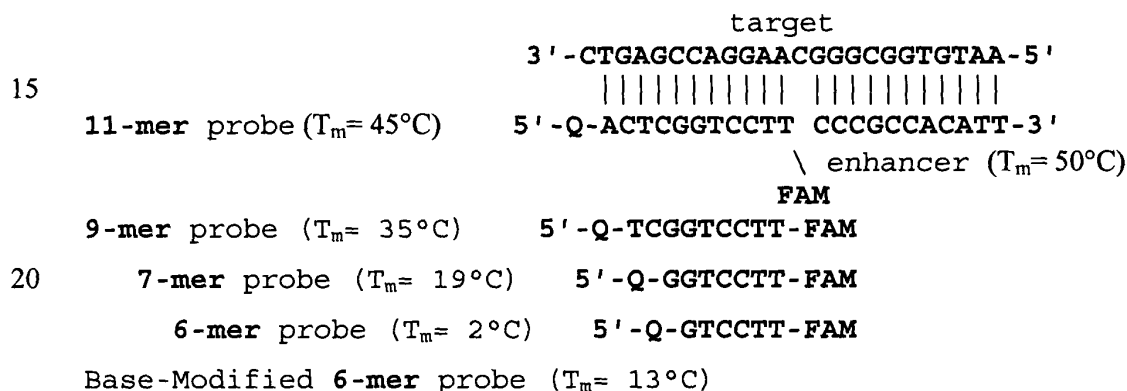 target
3'-CTGAGCCAGGAACGGGCGGTGTAA-5'
15 ||||||||||| |||||||||||
11-mer probe (Tm= 45°C) 5'-Q-ACTCGGTCCTT CCCGCCACATT-3'
\ enhancer (Tm= 50°C)
FAM
9-mer probe (Tm= 35°C) 5'-Q-TCGGTCCTT-FAM
20 7-mer probe (Tm= 19°C) 5'-Q-GGTCCTT-FAM
6-mer probe (Tm= 2°C) 5'-Q-GTCCTT-FAM
Base-Modified 6-mer probe (Tm= 13°C)